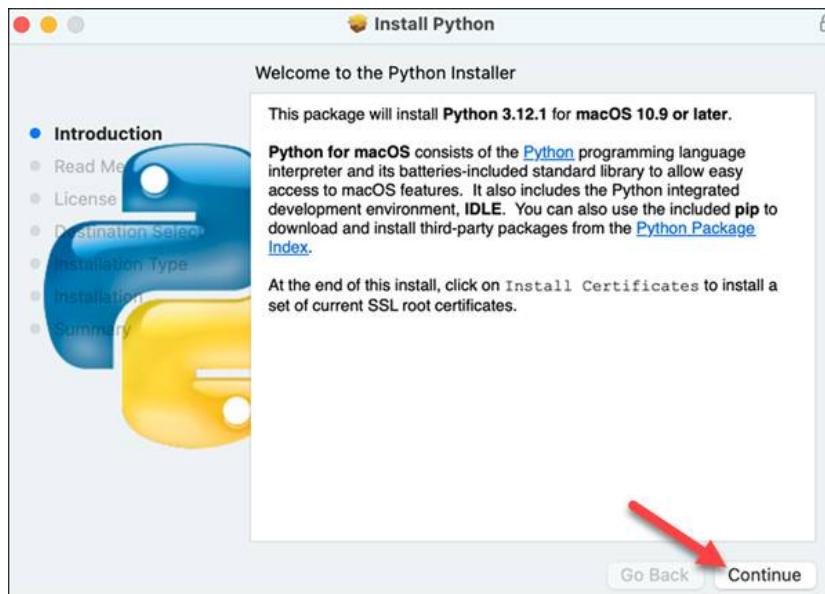 Install Python
Welcome to the Python Installer
Introduction
Read Me
License
Destination Select
Installation Type
Installation
Summary
This package will install Python 3.12.1 for macOS 10.9 or later.
Python for macOS consists of the Python programming language
interpreter and its batteries-included standard library to allow easy
access to macOS features. It also includes the Python integrated
development environment, IDLE. You can also use the included pip to
download and install third-party packages from the Python Package
Index.
At the end of this install, click on Install Certificates to install a
set of current SSL root certificates.
Go Back
Continue